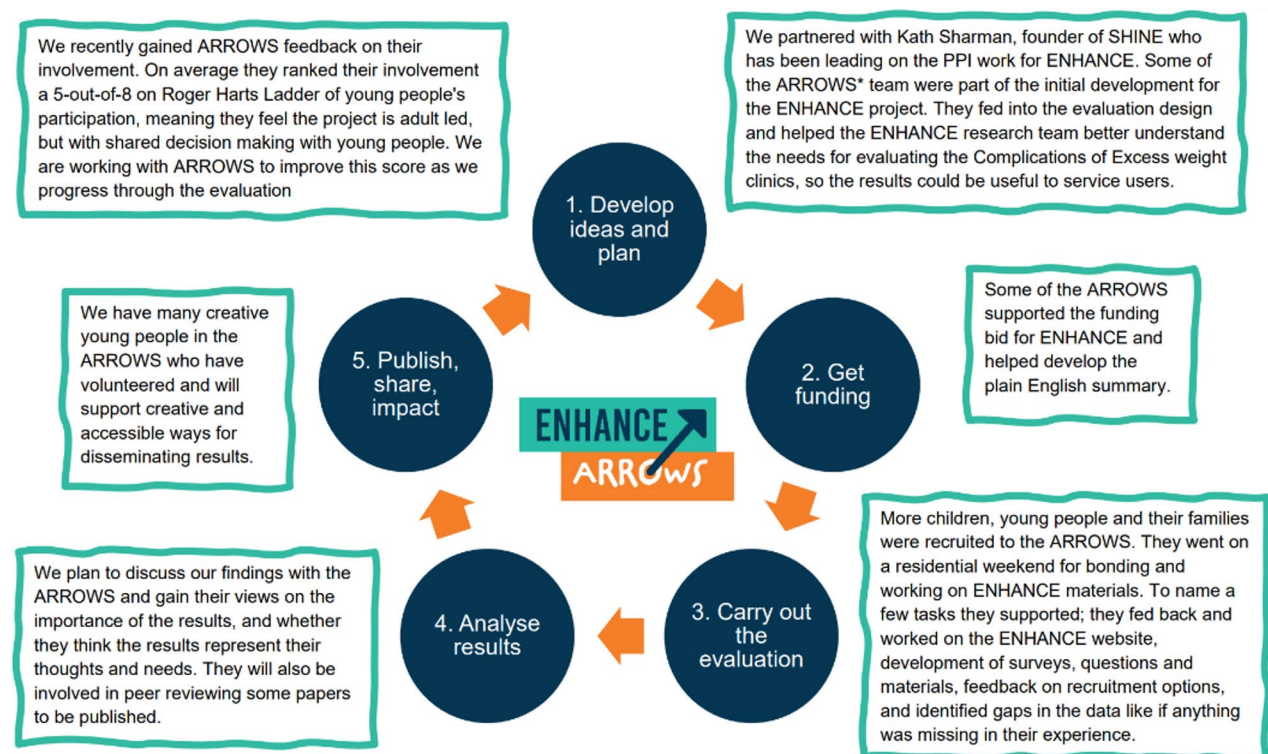 We recently gained ARROWS feedback on their
involvement. On average they ranked their involvement
a 5-out-of-8 on Roger Harts Ladder of young people's
participation, meaning they feel the project is adult led,
but with shared decision making with young people. We
are working with ARROWS to improve this score as we
progress through the evaluation
We partnered with Kath Sharman, founder of SHINE who
has been leading on the PPI work for ENHANCE. Some of
the ARROWS* team were part of the initial development for
the ENHANCE project. They fed into the evaluation design
and helped the ENHANCE research team better understand
the needs for evaluating the Complications of Excess weight
clinics, so the results could be useful to service users.
1. Develop
ideas and
plan
Some of the ARROWS
supported the funding
bid for ENHANCE and
helped develop the
plain English summary.
2. Get
funding
More children, young people and their families
were recruited to the ARROWS. They went on
a residential weekend for bonding and
working on ENHANCE materials. To name a
few tasks they supported; they fed back and
worked on the ENHANCE website,
development of surveys, questions and
materials, feedback on recruitment options,
and identified gaps in the data like if anything
was missing in their experience.
3. Carry out
the
evaluation
4. Analyse
results
We plan to discuss our findings with the
ARROWS and gain their views on the
importance of the results, and whether
they think the results represent their
thoughts and needs. They will also be
involved in peer reviewing some papers
to be published.
5. Publish,
share,
impact
We have many creative
young people in the
ARROWS who have
volunteered and will
support creative and
accessible ways for
disseminating results.
ENHANCE
ARROWS